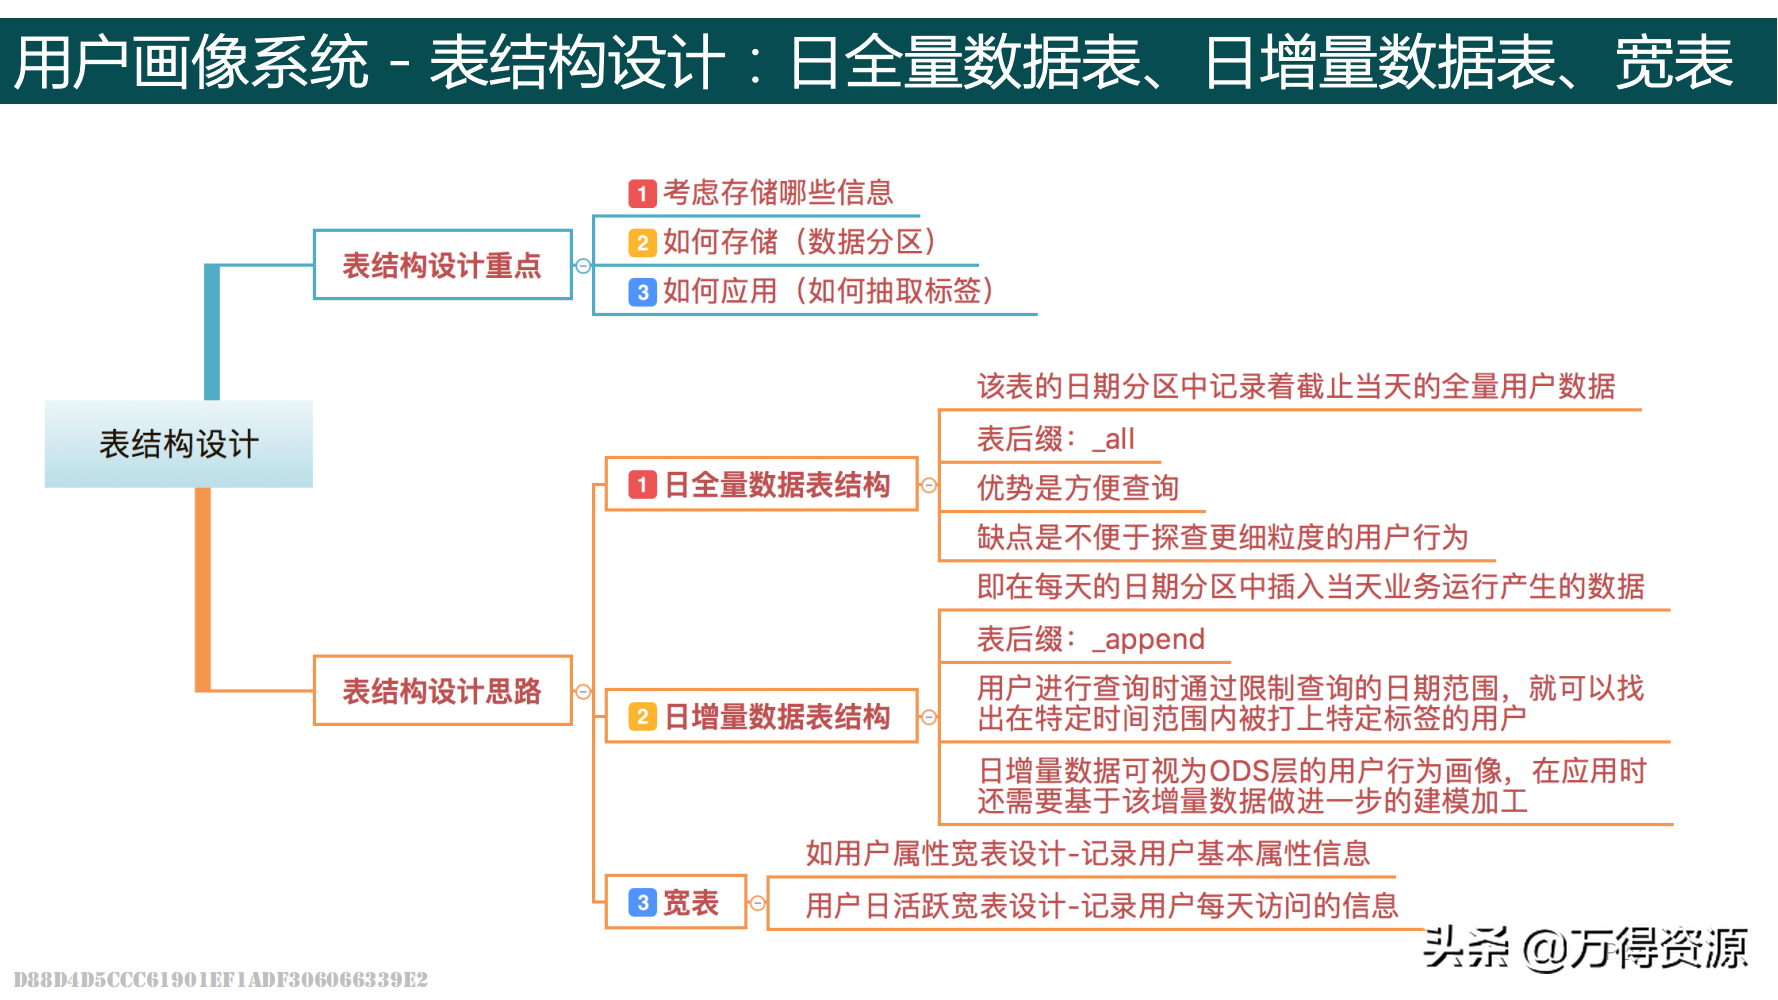 用户画像系统 - 表结构设计：日全量数据表、日增量数据表、宽表
1 考虑存储哪些信息
2 如何存储（数据分区）
3 如何应用（如何抽取标签）
表结构设计重点
表结构设计
该表的日期分区中记录着截止当天的全量用户数据
表后缀：_all
1 日全量数据表结构
优势是方便查询
缺点是不便于探查更细粒度的用户行为
即在每天的日期分区中插入当天业务运行产生的数据
表后缀：_append
表结构设计思路
2 日增量数据表结构
用户进行查询时通过限制查询的日期范围，就可以找
出在特定时间范围内被打上特定标签的用户
日增量数据可视为ODS层的用户行为画像，在应用时
还需要基于该增量数据做进一步的建模加工
如用户属性宽表设计-记录用户基本属性信息
3 宽表
用户日活跃宽表设计-记录用户每天访问的信息
头条 @万得资源
D88D4D5CCC61901EF1ADF306066339E2